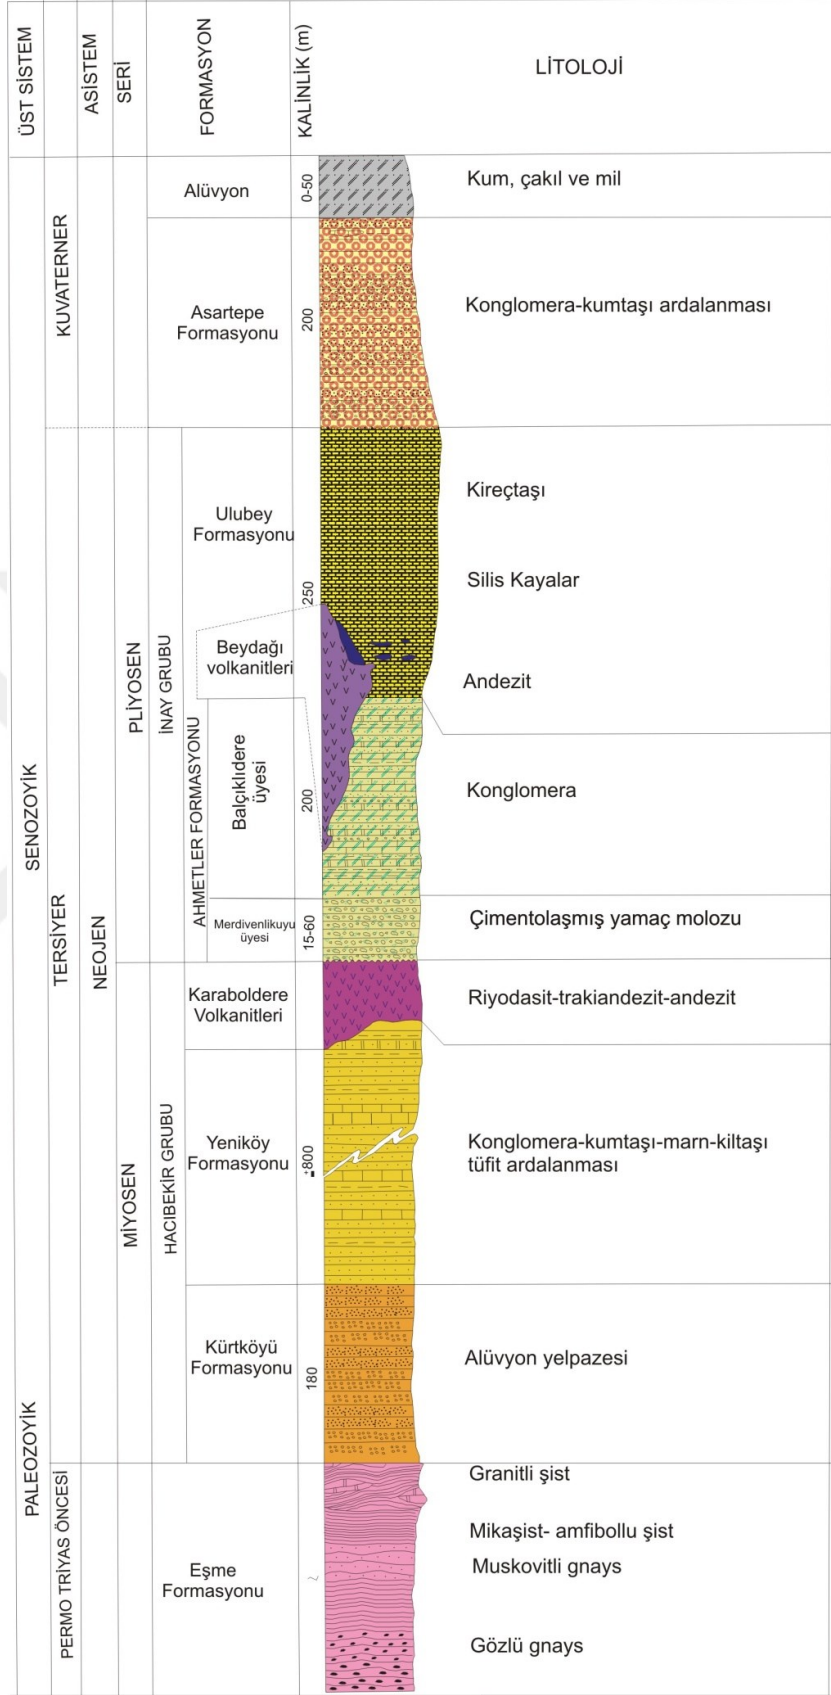 ÜST SİSTEM
ASİSTEM
SERİ
FORMASYON
KALİNLİK (m)
LİTOLOJİ
SENOZOYİK
PALEOZOYİK
KUVATERNER
TERSİYER
PERMO TRİYAS ÖNCESİ
NEOJEN
PLİYOSEN
MİYOSEN
İNAY GRUBU
HACIBEKİR GRUBU
AHMETLER FORMASYONU
Alüvyon
0-50
Kum, çakıl ve mil
Asartepe
Formasyonu
200
Konglomera-kumtaşı ardalanması
Ulubey
Formasyonu
250
Kireçtaşı
Silis Kayalar
Beydağı
volkanitleri
Andezit
Balçıklıdere
üyesi
200
Konglomera
Merdivenlikuyu
üyesi
15-60
Çimentolaşmış yamaç molozu
Karaboldere
Volkanitleri
Riyodasit-trakiandezit-andezit
Yeniköy
Formasyonu
800
Konglomera-kumtaşı-marn-kiltaşı
tüfit ardalanması
Kürtköyü
Formasyonu
180
Alüvyon yelpazesi
Eşme
Formasyonu
~
Granitli şist
Mikaşist- amfibollu şist
Muskovitli gnays
Gözlü gnays